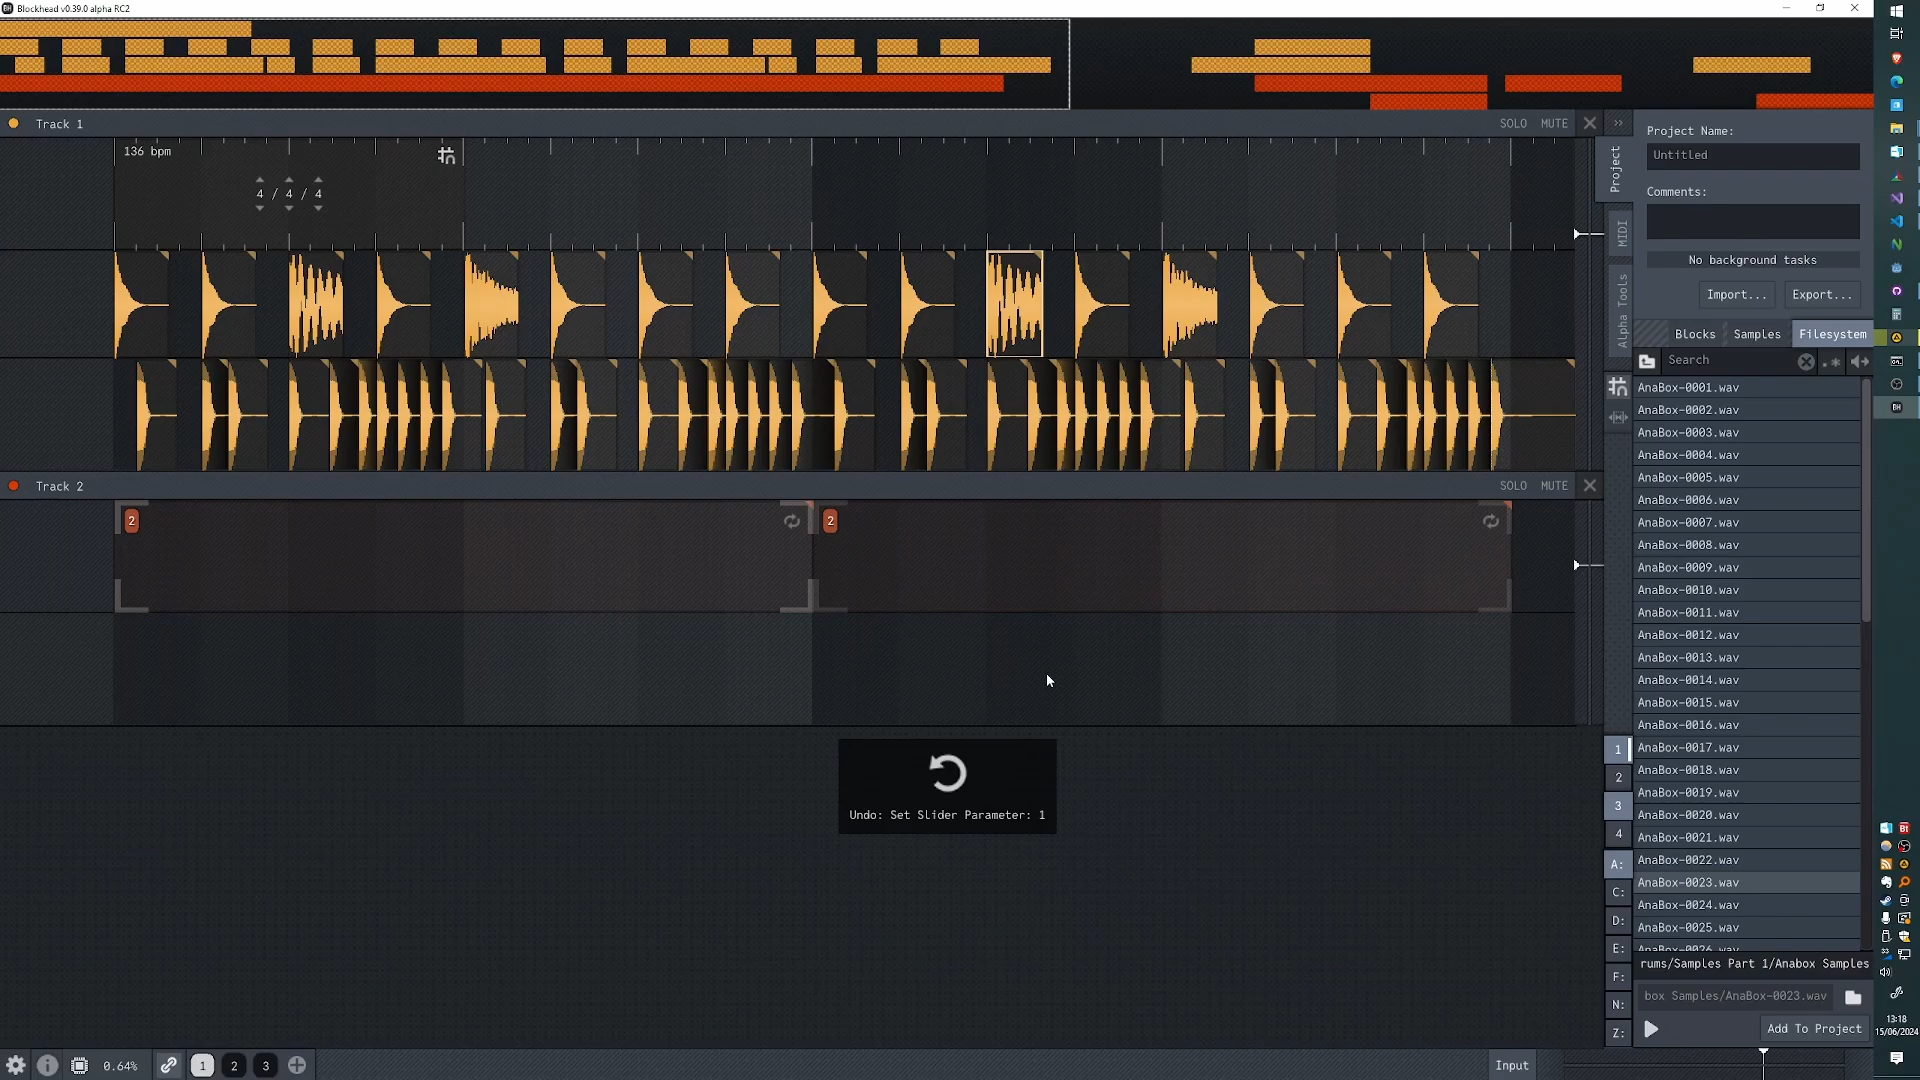 Blockhead v0.39.0 alpha RC2
Track 1
SOLO MUTE
136 bpm
4 / 4 / 4
Track 2
SOLO MUTE
2
2
Undo: Set Slider Parameter: 1
Project
MIDI
Alpha Tools
1
2
3
4
A:
C:
D:
E:
F:
N:
Z:
Project Name:
Untitled
Comments:
No background tasks
Import... Export...
Blocks Samples Filesystem
Search
AnaBox-0001.wav
AnaBox-0002.wav
AnaBox-0003.wav
AnaBox-0004.wav
AnaBox-0005.wav
AnaBox-0006.wav
AnaBox-0007.wav
AnaBox-0008.wav
AnaBox-0009.wav
AnaBox-0010.wav
AnaBox-0011.wav
AnaBox-0012.wav
AnaBox-0013.wav
AnaBox-0014.wav
AnaBox-0015.wav
AnaBox-0016.wav
AnaBox-0017.wav
AnaBox-0018.wav
AnaBox-0019.wav
AnaBox-0020.wav
AnaBox-0021.wav
AnaBox-0022.wav
AnaBox-0023.wav
AnaBox-0024.wav
AnaBox-0025.wav
AnaBox-0026.wav
rums/Samples Part 1/Anabox Samples
box Samples/AnaBox-0023.wav
Add To Project
0.64%
1 2 3
Input
13:18
15/06/2024